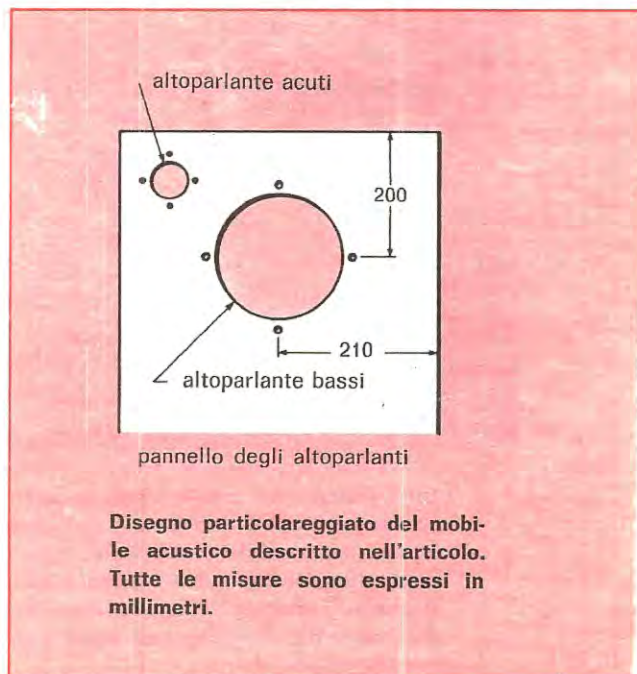 altoparlante acuti
200
210
altoparlante bassi
pannello degli altoparlanti
Disegno particolareggiato del mobi-
le acustico descritto nell'articolo.
Tutte le misure sono espressi in
millimetri.